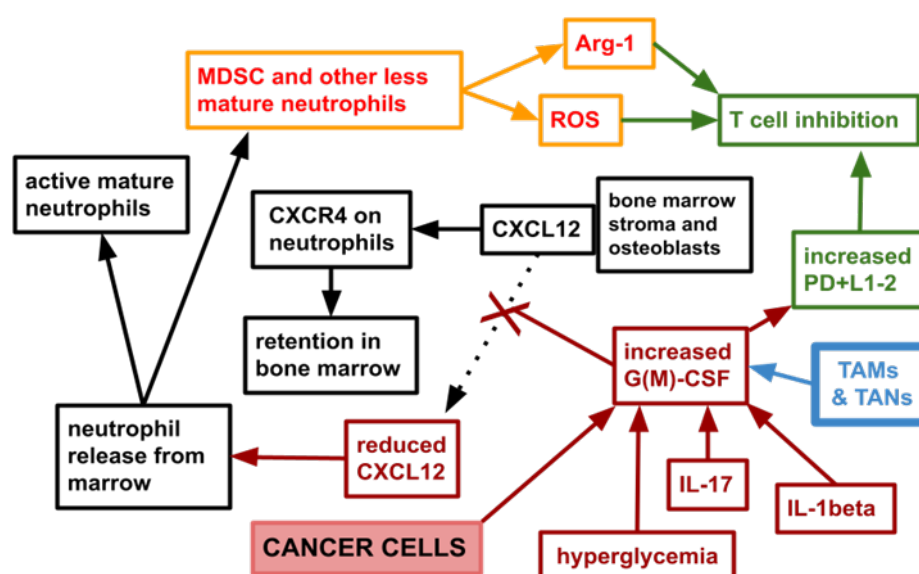 Arg-1
MDSC and other less
mature neutrophils
ROS
T cell inhibition
active mature
neutrophils
CXCR4 on
neutrophils
CXCL12
bone marrow
stroma and
osteoblasts
increased
PD+L1-2
retention in
bone marrow
increased
G(M)-CSF
TAMs
& TANs
neutrophil
release from
marrow
reduced
CXCL12
IL-17
IL-1beta
CANCER CELLS
hyperglycemia